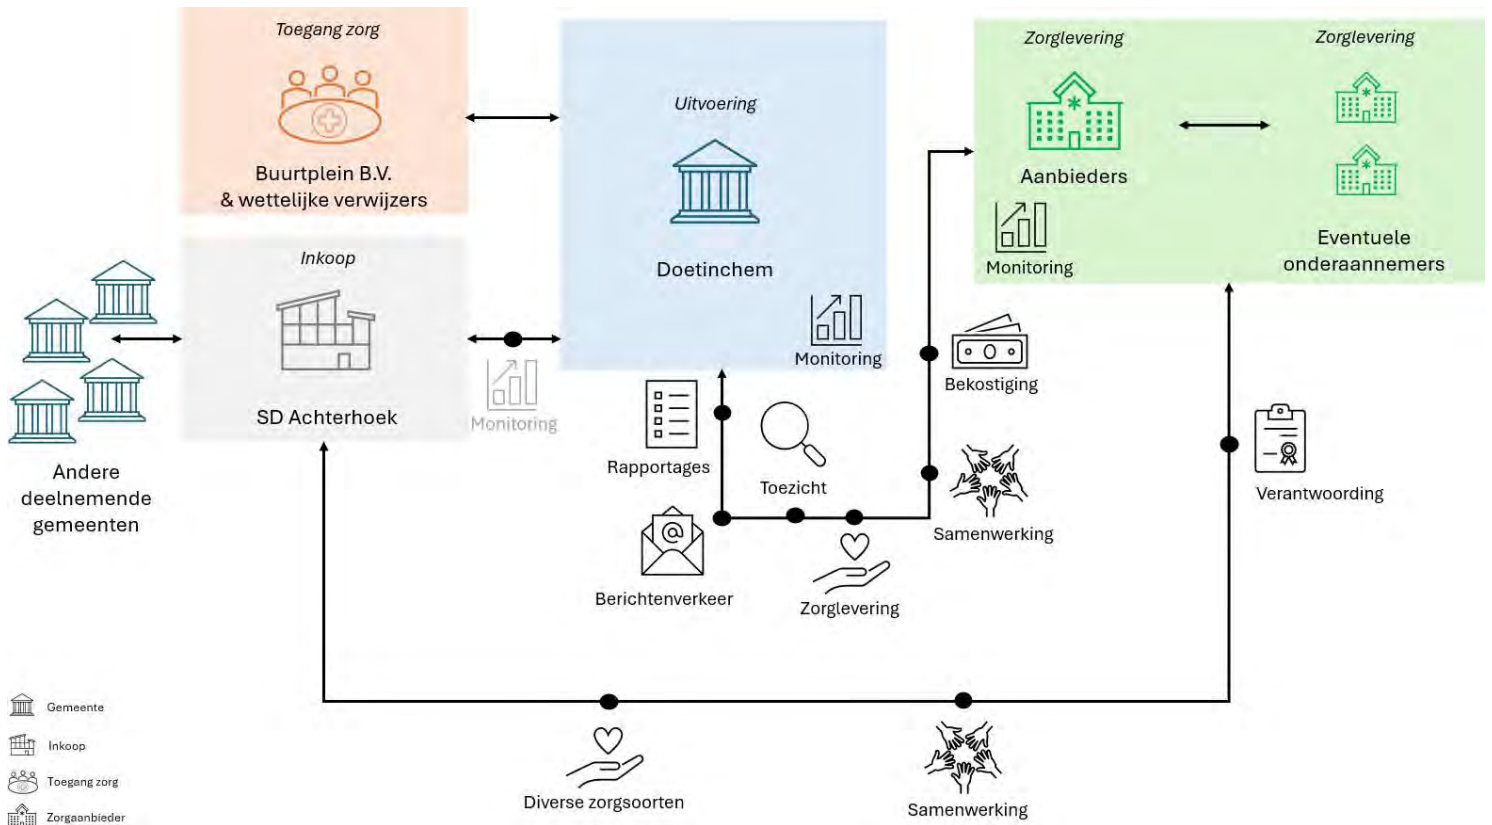 Toegang zorg
Buurtplein B.V.
& wettelijke verwijzers
Uitvoering
Doetinchem
Monitoring
Zorglevering
Aanbieders
Monitoring
Zorglevering
Eventuele
onderaannemers
Inkoop
SD Achterhoek
Monitoring
Andere
deelnemende
gemeenten
Rapportages
Toezicht
Bekostiging
Samenwerking
Verantwoording
Berichtenverkeer
@
Zorglevering
Diverse zorgsoorten
Samenwerking
Gemeente
Inkoop
Toegang zorg
Zorgaanbieder